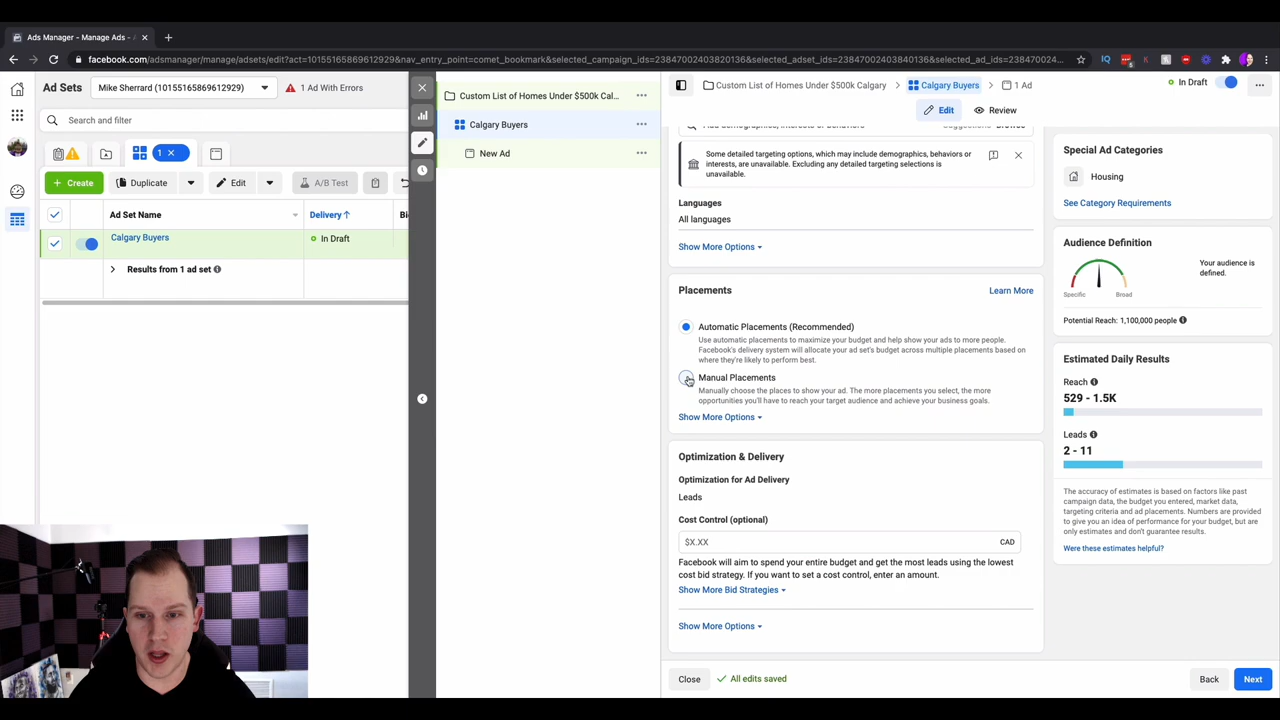 Ads Manager - Manage Ads - A
facebook.com/adsmanager/manage/adsets/edit?act=10155165869612929&nav_entry_point=comet_bookmark&selected_campaign_ids=23847002403820136&selected_adset_ids=23847002403840136&selected_ad_ids=238470024...
Ad Sets
Mike Sherrard (10155165869612929)
1 Ad With Errors
Search and filter
1
Create
Duplicate
Edit
A/B Test
Ad Set Name
Delivery
Bi
Calgary Buyers
In Draft
Results from 1 ad set
Custom List of Homes Under $500k Cal...
Calgary Buyers
New Ad
Custom List of Homes Under $500k Calgary
Calgary Buyers
1 Ad
In Draft
Edit
Review
Some detailed targeting options, which may include demographics, behaviors or
interests, are unavailable. Excluding any detailed targeting selections is
unavailable.
Languages
All languages
Show More Options
Placements
Learn More
Automatic Placements (Recommended)
Use automatic placements to maximize your budget and help show your ads to more people.
Facebook's delivery system will allocate your ad set's budget across multiple placements based on
where they're likely to perform best.
Manual Placements
Manually choose the places to show your ad. The more placements you select, the more
opportunities you'll have to reach your target audience and achieve your business goals.
Show More Options
Optimization & Delivery
Optimization for Ad Delivery
Leads
Cost Control (optional)
$X.XX
CAD
Facebook will aim to spend your entire budget and get the most leads using the lowest
cost bid strategy. If you want to set a cost control, enter an amount.
Show More Bid Strategies
Show More Options
Close
All edits saved
Back
Next
Special Ad Categories
Housing
See Category Requirements
Audience Definition
Your audience is
defined.
Specific
Broad
Potential Reach: 1,100,000 people
Estimated Daily Results
Reach
529 - 1.5K
Leads
2 - 11
The accuracy of estimates is based on factors like past
campaign data, the budget you entered, market data,
targeting criteria and ad placements. Numbers are provided
to give you an idea of performance for your budget, but are
only estimates and don't guarantee results.
Were these estimates helpful?